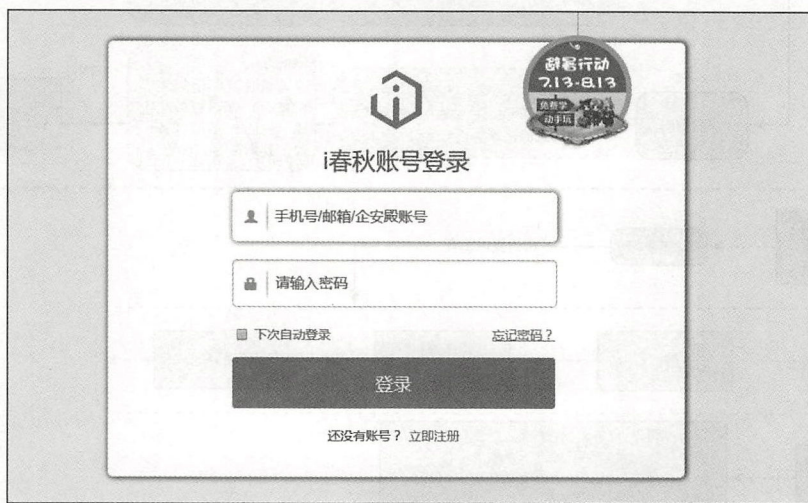 避暑行动
7.13-8.13
免费学
动手玩
i春秋账号登录
手机号/邮箱/企安殿账号
请输入密码
下次自动登录
忘记密码？
登录
还没有账号？ 立即注册